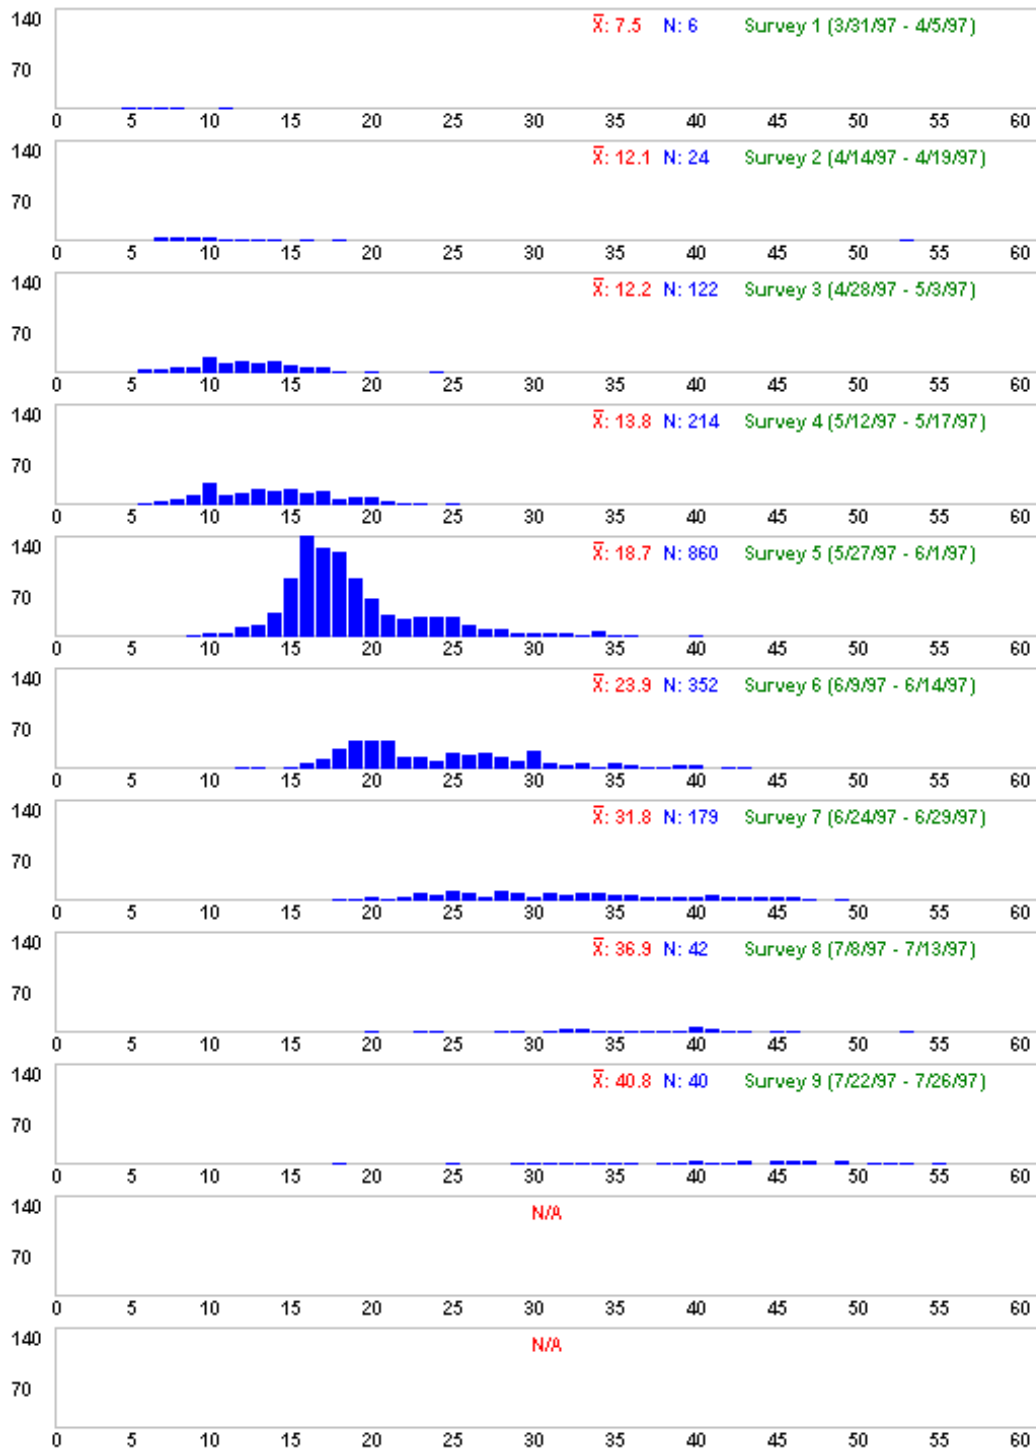 140 X̄: 7.5 N: 6 Survey 1 (3/31/97 - 4/5/97)
70
0 5 10 15 20 25 30 35 40 45 50 55 60
140 X̄: 12.1 N: 24 Survey 2 (4/14/97 - 4/19/97)
70
0 5 10 15 20 25 30 35 40 45 50 55 60
140 X̄: 12.2 N: 122 Survey 3 (4/28/97 - 5/3/97)
70
0 5 10 15 20 25 30 35 40 45 50 55 60
140 X̄: 13.8 N: 214 Survey 4 (5/12/97 - 5/17/97)
70
0 5 10 15 20 25 30 35 40 45 50 55 60
140 X̄: 18.7 N: 860 Survey 5 (5/27/97 - 6/1/97)
70
0 5 10 15 20 25 30 35 40 45 50 55 60
140 X̄: 23.9 N: 352 Survey 6 (6/9/97 - 6/14/97)
70
0 5 10 15 20 25 30 35 40 45 50 55 60
140 X̄: 31.8 N: 179 Survey 7 (6/24/97 - 6/29/97)
70
0 5 10 15 20 25 30 35 40 45 50 55 60
140 X̄: 36.9 N: 42 Survey 8 (7/8/97 - 7/13/97)
70
0 5 10 15 20 25 30 35 40 45 50 55 60
140 X̄: 40.8 N: 40 Survey 9 (7/22/97 - 7/26/97)
70
0 5 10 15 20 25 30 35 40 45 50 55 60
140 N/A
70
0 5 10 15 20 25 30 35 40 45 50 55 60
140 N/A
70
0 5 10 15 20 25 30 35 40 45 50 55 60